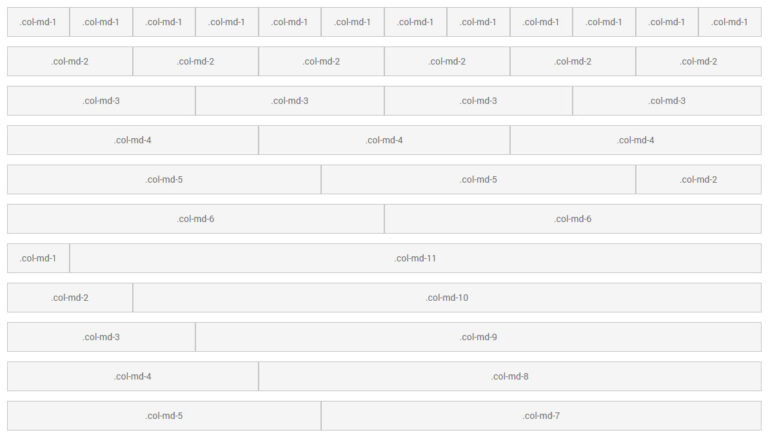 .col-md-1 .col-md-1 .col-md-1 .col-md-1 .col-md-1 .col-md-1 .col-md-1 .col-md-1 .col-md-1 .col-md-1 .col-md-1 .col-md-1
.col-md-2 .col-md-2 .col-md-2 .col-md-2 .col-md-2 .col-md-2
.col-md-3 .col-md-3 .col-md-3 .col-md-3
.col-md-4 .col-md-4 .col-md-4
.col-md-5 .col-md-5 .col-md-2
.col-md-6 .col-md-6
.col-md-1 .col-md-11
.col-md-2 .col-md-10
.col-md-3 .col-md-9
.col-md-4 .col-md-8
.col-md-5 .col-md-7